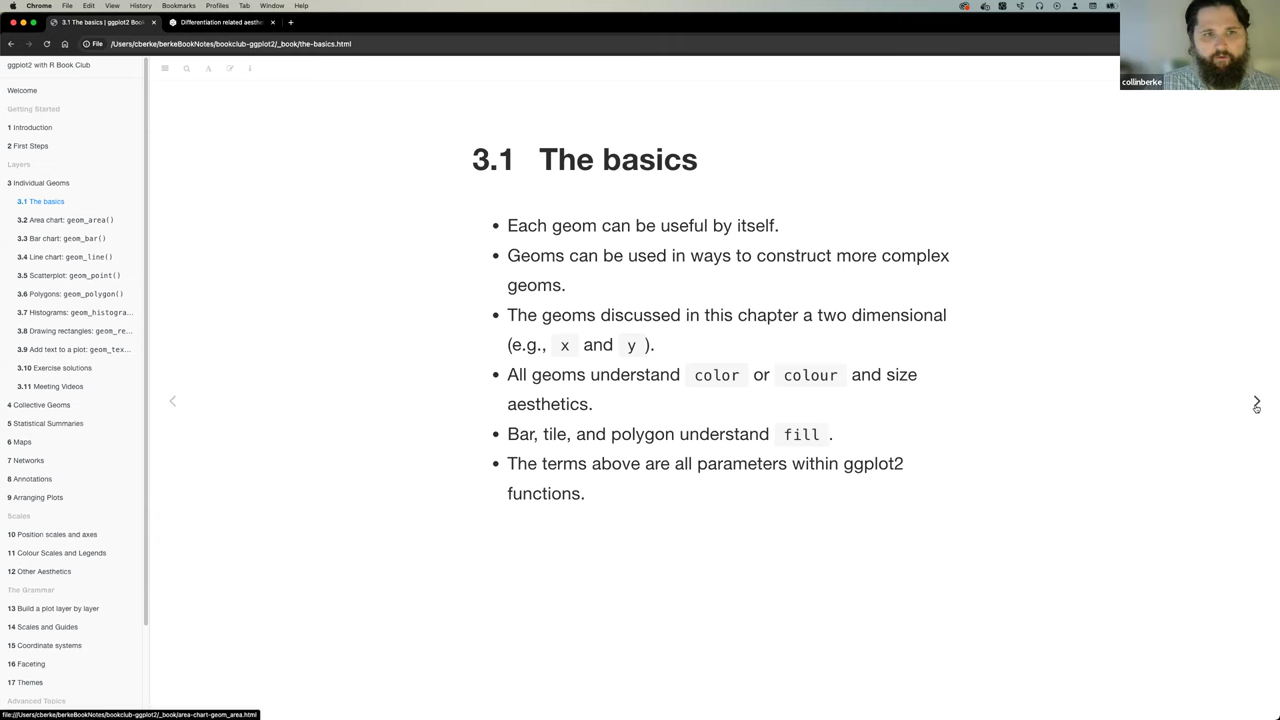 Chrome File Edit View History Bookmarks Profiles Tab Window Help
3.1 The basics | ggplot2 Boo
Differentiation related aesthe
File /Users/cberke/berkeBookNotes/bookclub-ggplot2/_book/the-basics.html
collinberke
ggplot2 with R Book Club
Welcome
Getting Started
1 Introduction
2 First Steps
Layers
3 Individual Geoms
3.1 The basics
3.2 Area chart: geom_area()
3.3 Bar chart: geom_bar()
3.4 Line chart: geom_line()
3.5 Scatterplot: geom_point()
3.6 Polygons: geom_polygon()
3.7 Histograms: geom_histogra...
3.8 Drawing rectangles: geom_re...
3.9 Add text to a plot: geom_tex...
3.10 Exercise solutions
3.11 Meeting Videos
4 Collective Geoms
5 Statistical Summaries
6 Maps
7 Networks
8 Annotations
9 Arranging Plots
Scales
10 Position scales and axes
11 Colour Scales and Legends
12 Other Aesthetics
The Grammar
13 Build a plot layer by layer
14 Scales and Guides
15 Coordinate systems
16 Faceting
17 Themes
Advanced Topics
file:///Users/cberke/berkeBookNotes/bookclub-ggplot2/_book/area-chart-geom_area.html
3.1 The basics
• Each geom can be useful by itself.
• Geoms can be used in ways to construct more complex
geoms.
• The geoms discussed in this chapter a two dimensional
(e.g., x and y ).
• All geoms understand color or colour and size
aesthetics.
• Bar, tile, and polygon understand fill .
• The terms above are all parameters within ggplot2
functions.